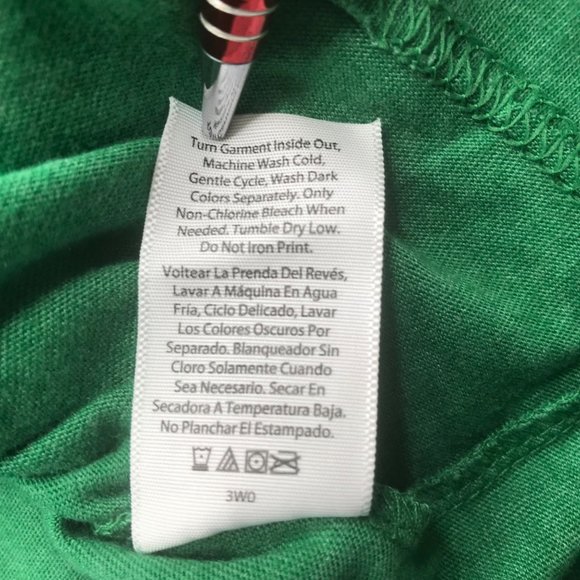 Turn Garment Inside Out,
Machine Wash Cold,
Gentle Cycle, Wash Dark
Colors Separately. Only
Non-Chlorine Bleach When
Needed. Tumble Dry Low.
Do Not Iron Print.
Voltear La Prenda Del Revés,
Lavar A Máquina En Agua
Fría, Ciclo Delicado, Lavar
Los Colores Oscuros Por
Separado. Blanqueador Sin
Cloro Solamente Cuando
Sea Necesario. Secar En
Secadora A Temperatura Baja.
No Planchar El Estampado.
3W0